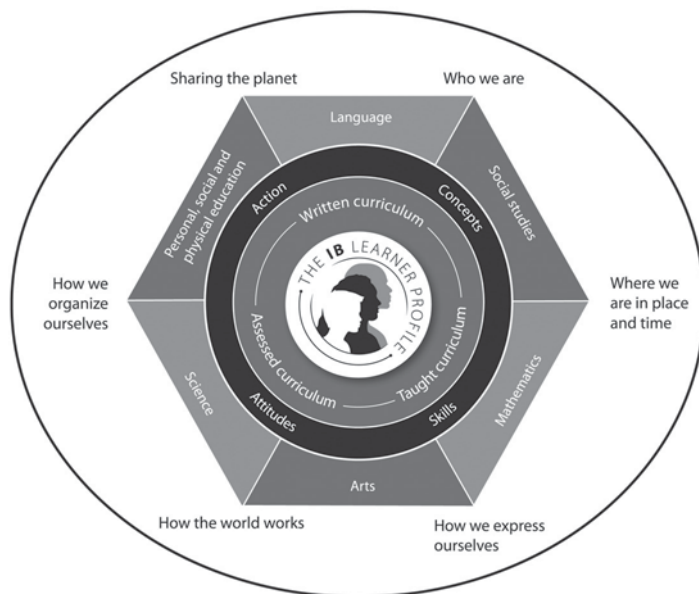 Sharing the planet
Who we are
Language
Personal, social and
physical education
Social studies
Action
Concepts
Written curriculum
THE IB LEARNER PROFILE
How we
organize
ourselves
Where we
are in place
and time
Assessed curriculum
Taught curriculum
Science
Mathematics
Attitudes
Skills
Arts
How the world works
How we express
ourselves